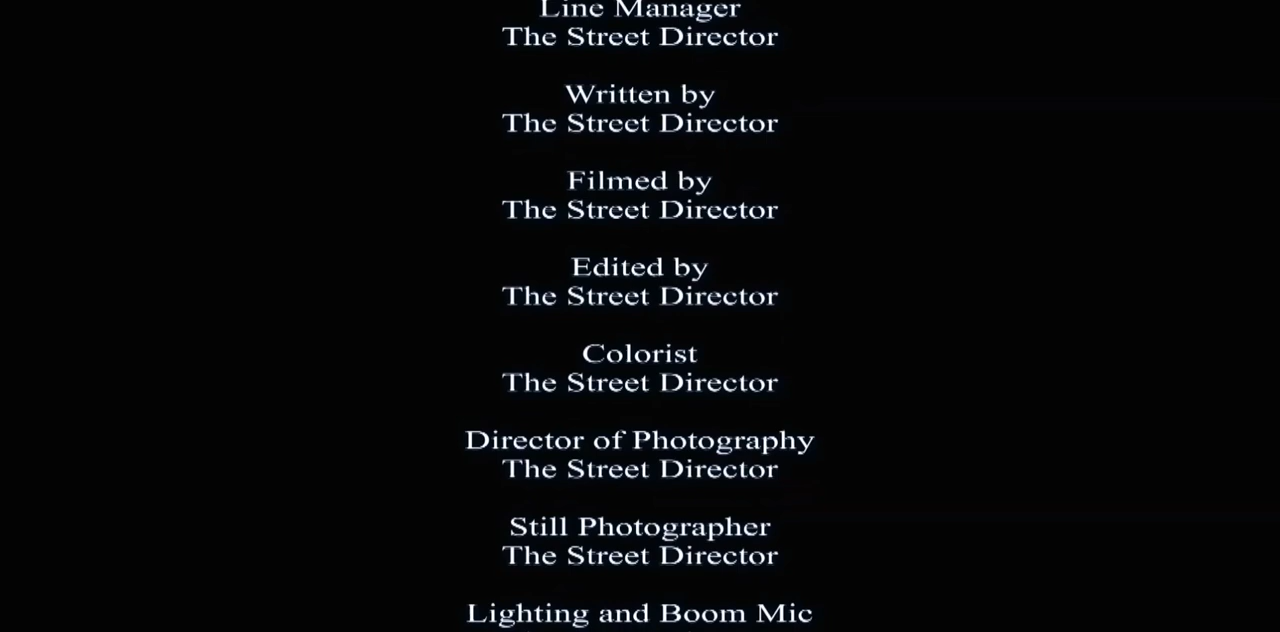 Line Manager
The Street Director
Written by
The Street Director
Filmed by
The Street Director
Edited by
The Street Director
Colorist
The Street Director
Director of Photography
The Street Director
Still Photographer
The Street Director
Lighting and Boom Mic